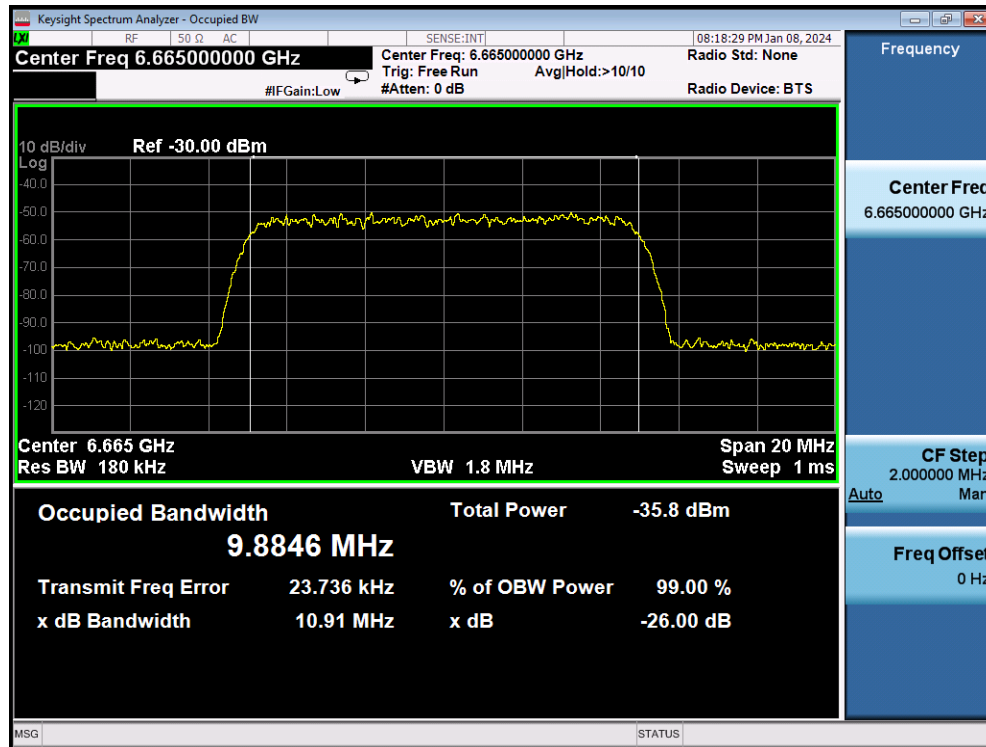 Keysight Spectrum Analyzer - Occupied BW
LXI RF 50 Ω AC SENSE:INT 08:18:29 PM Jan 08, 2024
Center Freq 6.665000000 GHz
#IFGain:Low
Center Freq: 6.665000000 GHz
Trig: Free Run Avg|Hold:>10/10
#Atten: 0 dB
Radio Std: None
Radio Device: BTS
Frequency
10 dB/div Ref -30.00 dBm
Log
-40.0
-50.0
-60.0
-70.0
-80.0
-90.0
-100
-110
-120
Center 6.665 GHz Span 20 MHz
Res BW 180 kHz VBW 1.8 MHz Sweep 1 ms
Occupied Bandwidth Total Power -35.8 dBm
9.8846 MHz
Transmit Freq Error 23.736 kHz % of OBW Power 99.00 %
x dB Bandwidth 10.91 MHz x dB -26.00 dB
Center Freq
6.665000000 GHz
CF Step
2.000000 MHz
Auto Man
Freq Offset
0 Hz
MSG STATUS